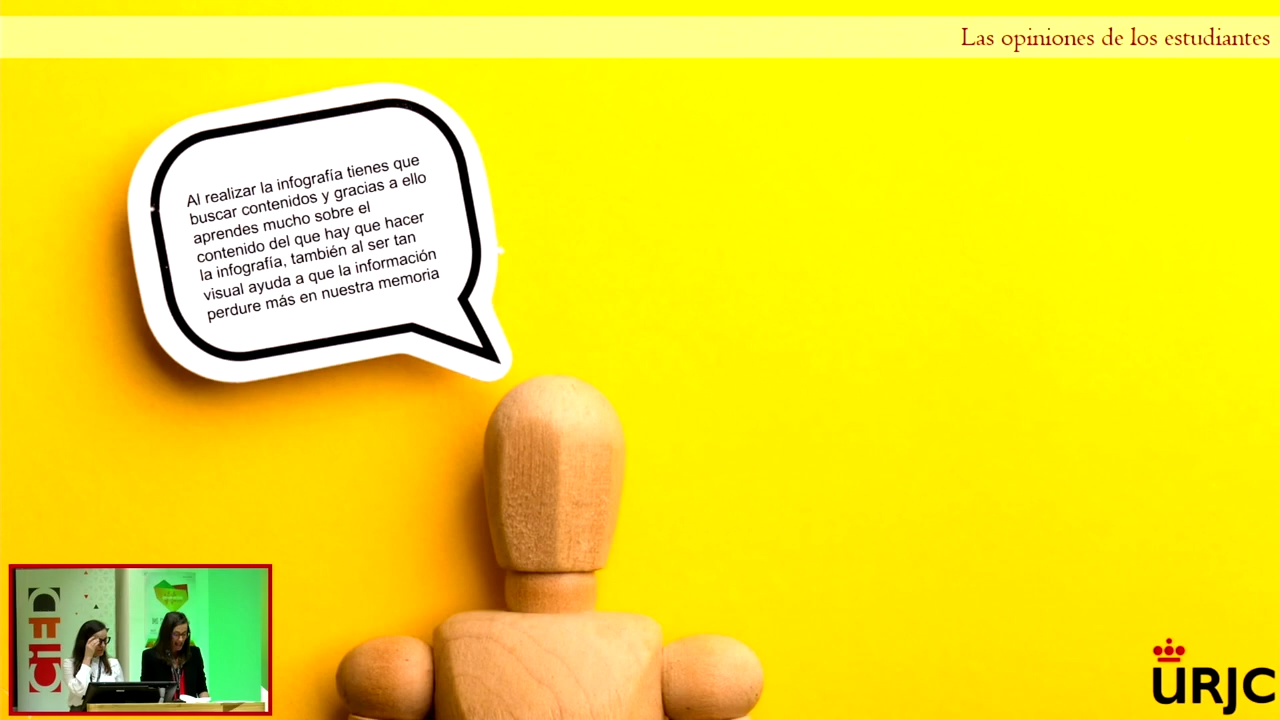 Las opiniones de los estudiantes
Al realizar la infografía tienes que
buscar contenidos y gracias a ello
aprendes mucho sobre el
contenido del que hay que hacer
la infografía, también al ser tan
visual ayuda a que la información
perdure más en nuestra memoria
URJC